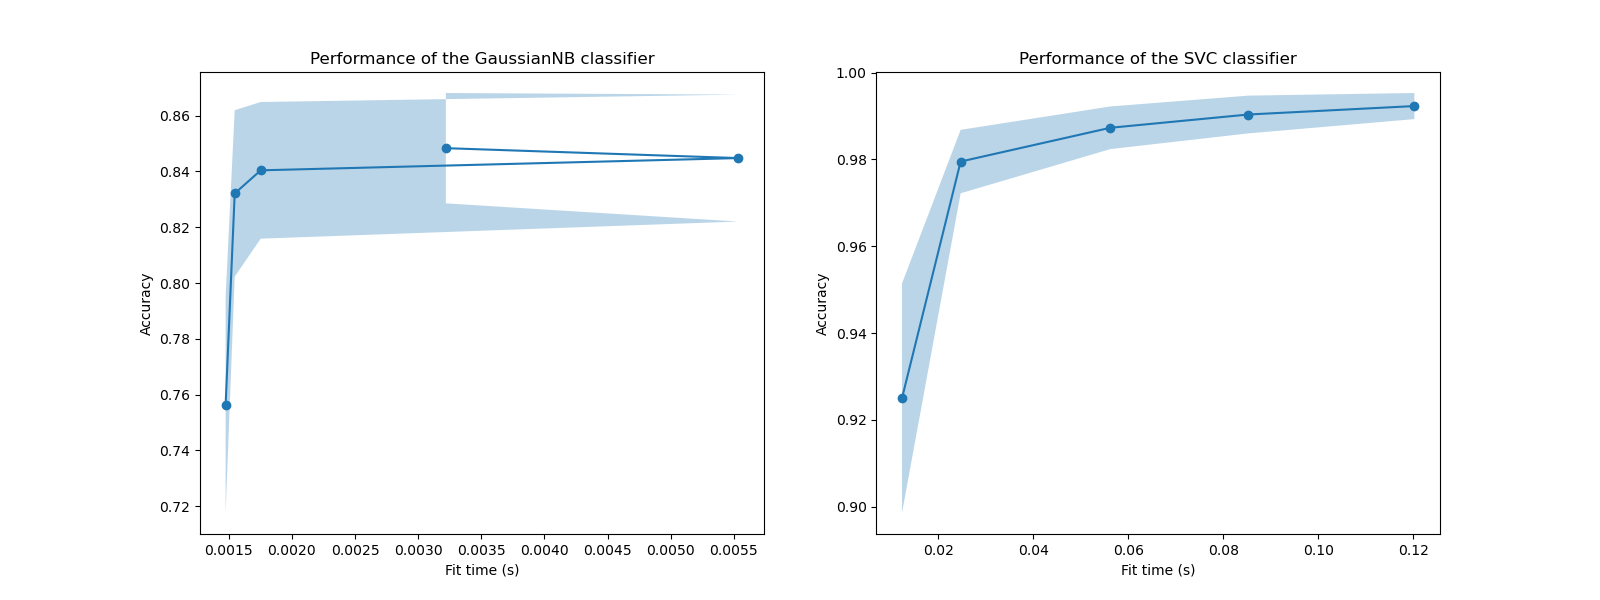 Performance of the GaussianNB classifier
0.86
0.84
0.82
0.80
0.78
0.76
0.74
0.72
Accuracy
0.0015 0.0020 0.0025 0.0030 0.0035 0.0040 0.0045 0.0050 0.0055
Fit time (s)
Performance of the SVC classifier
1.00
0.98
0.96
0.94
0.92
0.90
Accuracy
0.02 0.04 0.06 0.08 0.10 0.12
Fit time (s)